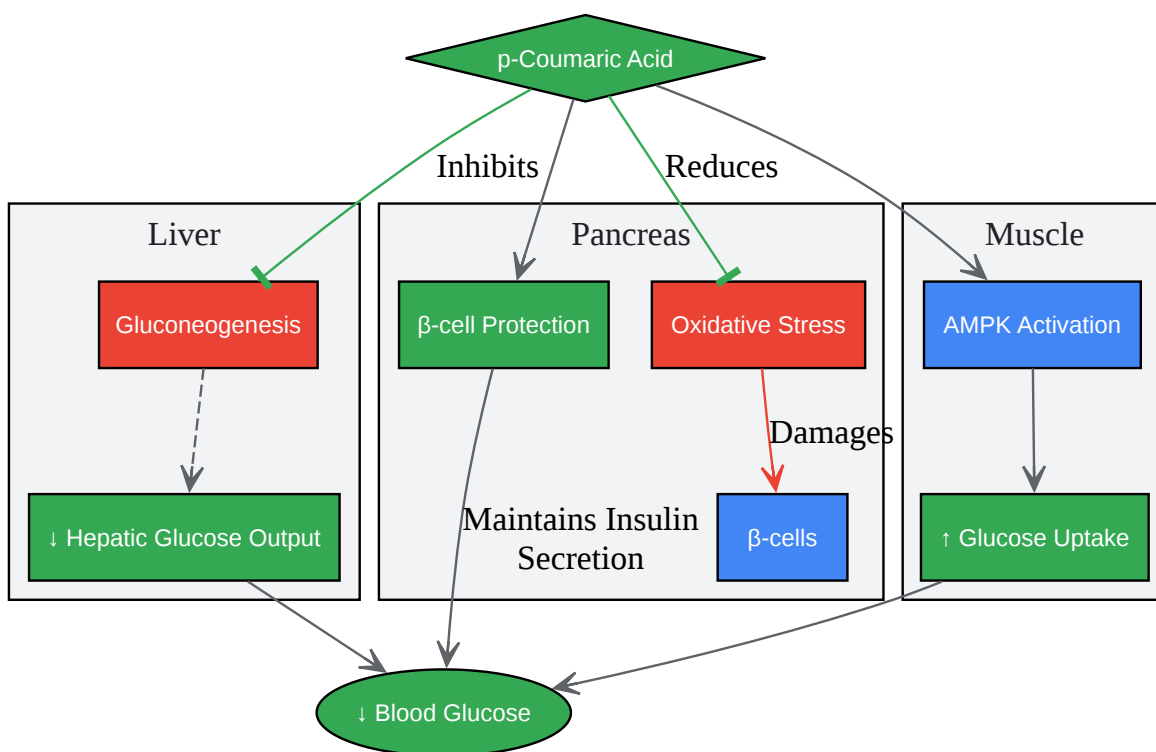 p-Coumaric Acid
Inhibits
Reduces
Liver
Pancreas
Muscle
Gluconeogenesis
β-cell Protection
Oxidative Stress
AMPK Activation
Damages
↓ Hepatic Glucose Output
Maintains Insulin
Secretion
β-cells
↑ Glucose Uptake
↓ Blood Glucose